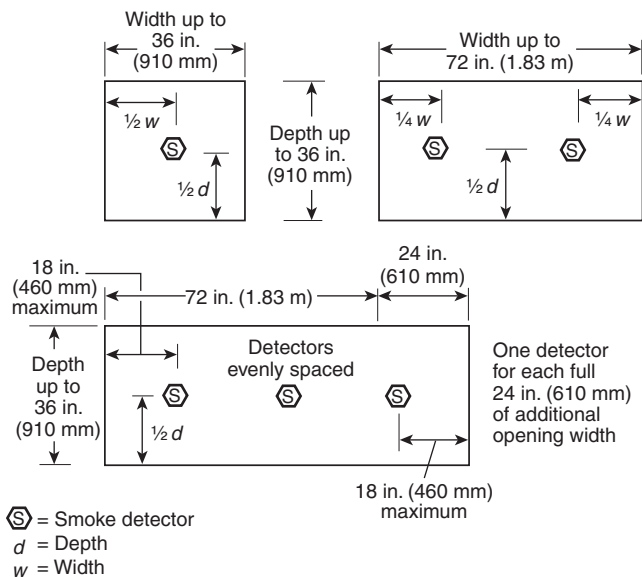 Width up to
36 in.
(910 mm)
½ w
S
½ d
Depth up
to 36 in.
(910 mm)
Width up to
72 in. (1.83 m)
¼ w
¼ w
S
S
½ d
18 in.
(460 mm)
maximum
72 in. (1.83 m)
24 in.
(610 mm)
Depth
up to
36 in.
(910 mm)
Detectors
evenly spaced
S
S
S
½ d
18 in. (460 mm)
maximum
One detector
for each full
24 in. (610 mm)
of additional
opening width
S = Smoke detector
d = Depth
w = Width